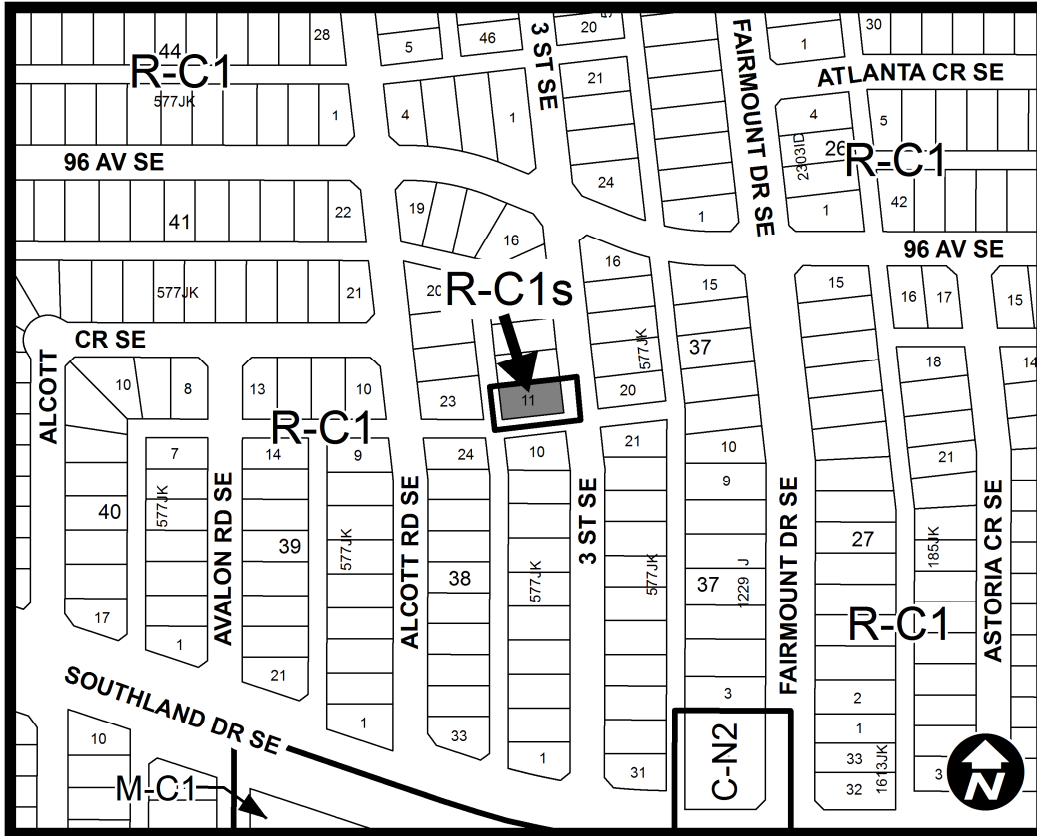 28
46
3 ST SE
20
FAIRMOUNT DR SE
1
30
44
R-C1
5
577JK
1
4
1
21
ATLANTA CR SE
4
5
2303ID
26
R-C1
96 AV SE
24
1
1
42
41
22
19
16
96 AV SE
577JK
21
20
R-C1s
16
15
15
16
17
15
ALCOTT
CR SE
577JK
37
10
8
13
10
23
11
20
18
14
R-C1
7
14
9
24
10
21
10
9
21
40
577JK
AVALON RD SE
39
577JK
ALCOTT RD SE
38
577JK
3 ST SE
577JK
37
1229 J
FAIRMOUNT DR SE
27
185JK
ASTORIA CR SE
R-C1
17
1
21
1
33
1
31
3
2
1
33
32
1613JK
3
SOUTHLAND DR SE
10
M-C1
C-N2
N